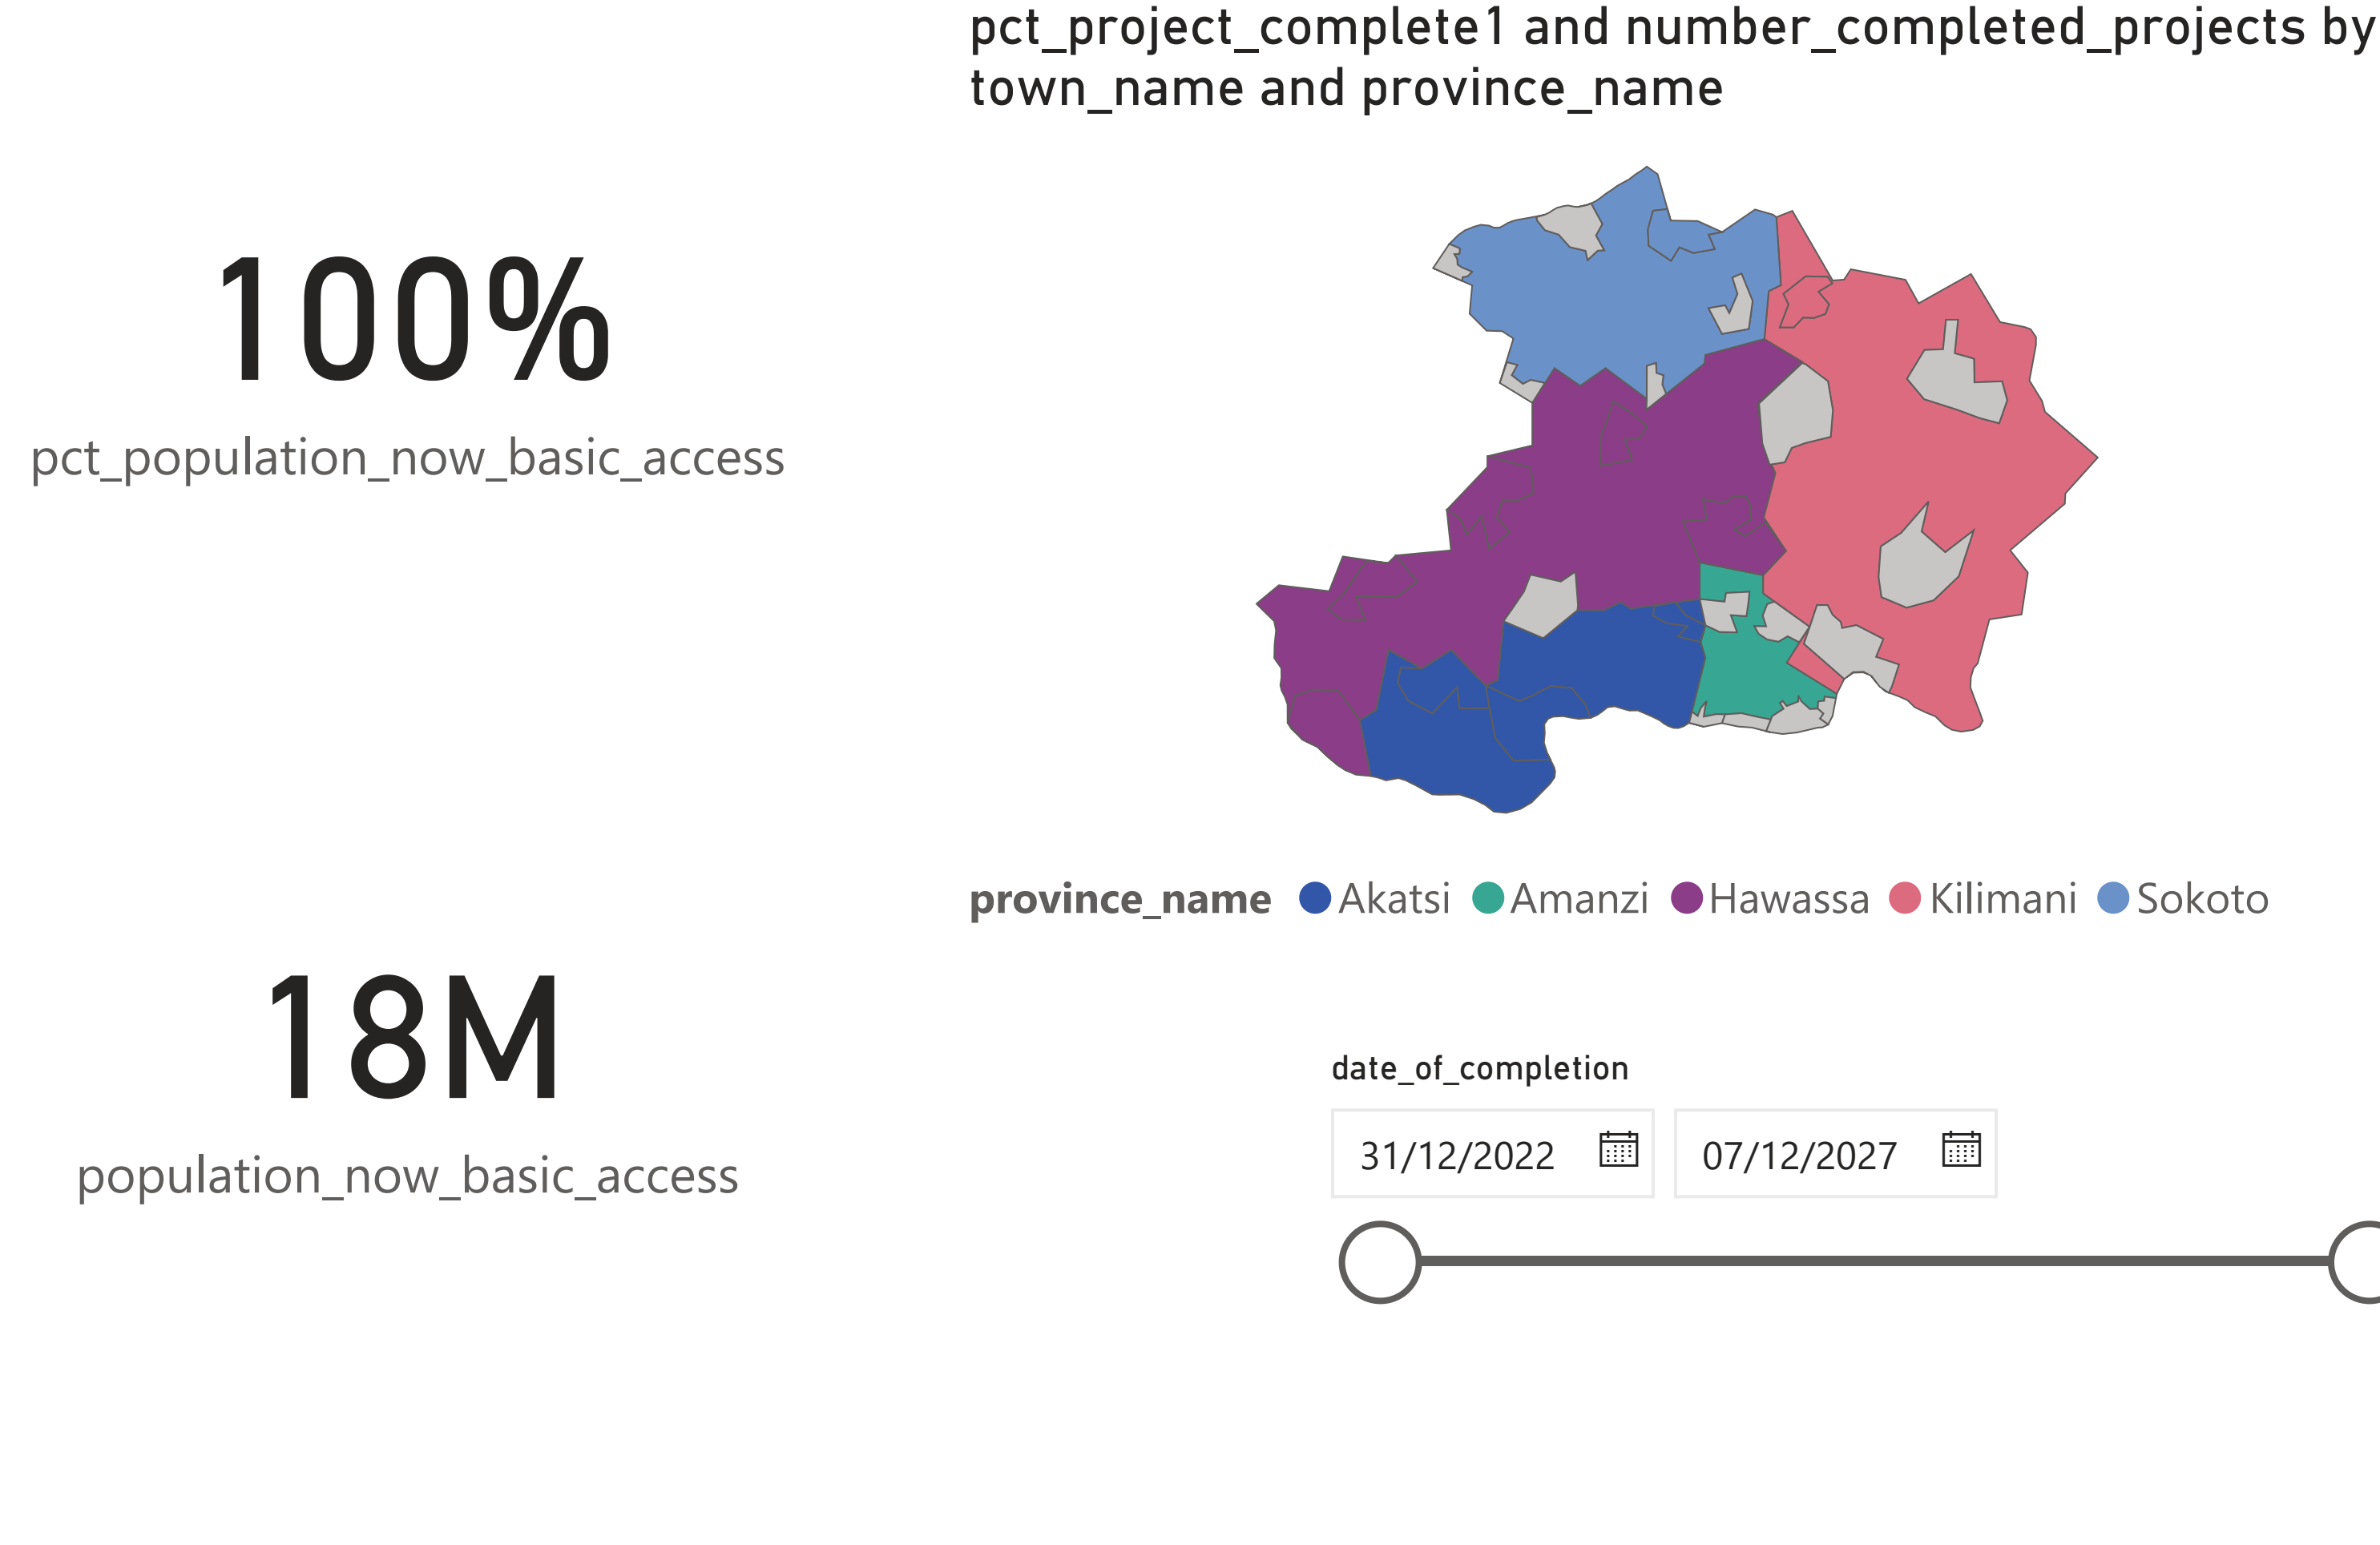 pct_project_complete1 and number_completed_projects by
town_name and province_name
100%
pct_population_now_basic_access
province_name Akatsi Amanzi Hawassa Kilimani Sokoto
18M
population_now_basic_access
date_of_completion
31/12/2022 07/12/2027